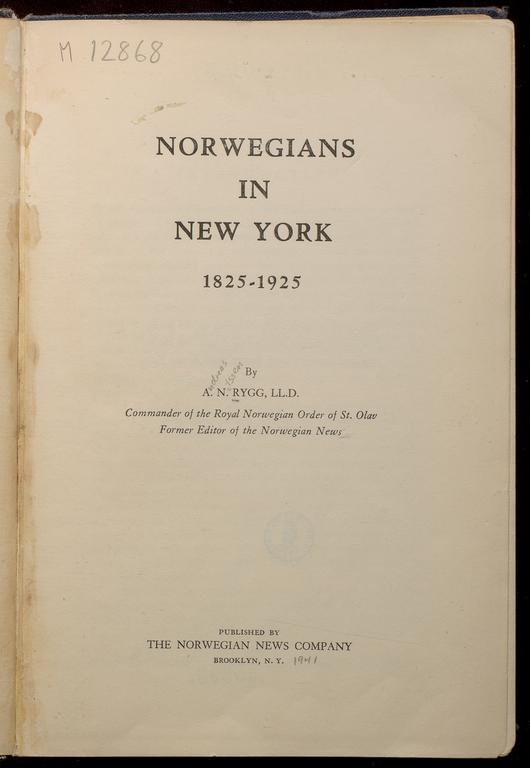 M 12868
NORWEGIANS
IN
NEW YORK
1825-1925
By
A. N. RYGG, LL.D.
Commander of the Royal Norwegian Order of St. Olav
Former Editor of the Norwegian News
PUBLISHED BY
THE NORWEGIAN NEWS COMPANY
BROOKLYN, N. Y. 1941